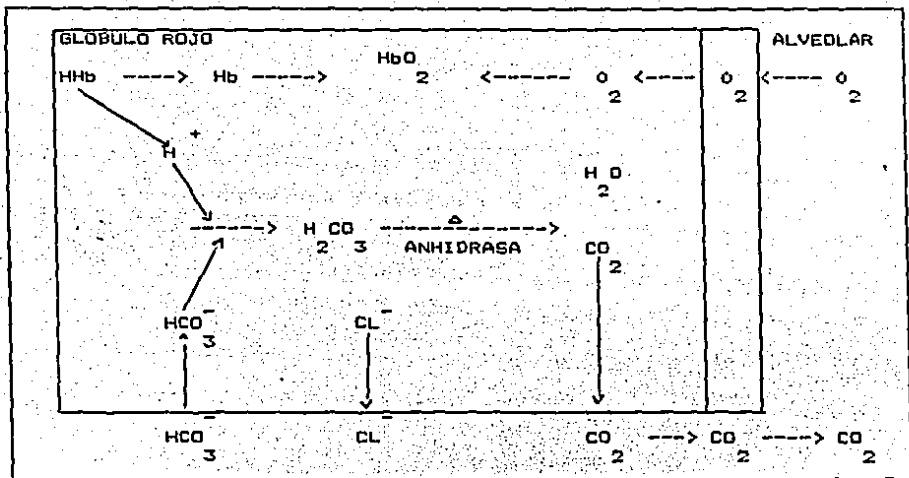 GLOBULO ROJO ALVEOLAR
HbO
HHb ----> Hb ----> 2 <---- O <---- O <---- O
2 2 2
+
H
H O
2
----> H CO --------> 
2 3 ANHIDRASA CO
2
HCO - CL -
3
HCO - CL - CO ---> CO ----> CO
3 2 2 2